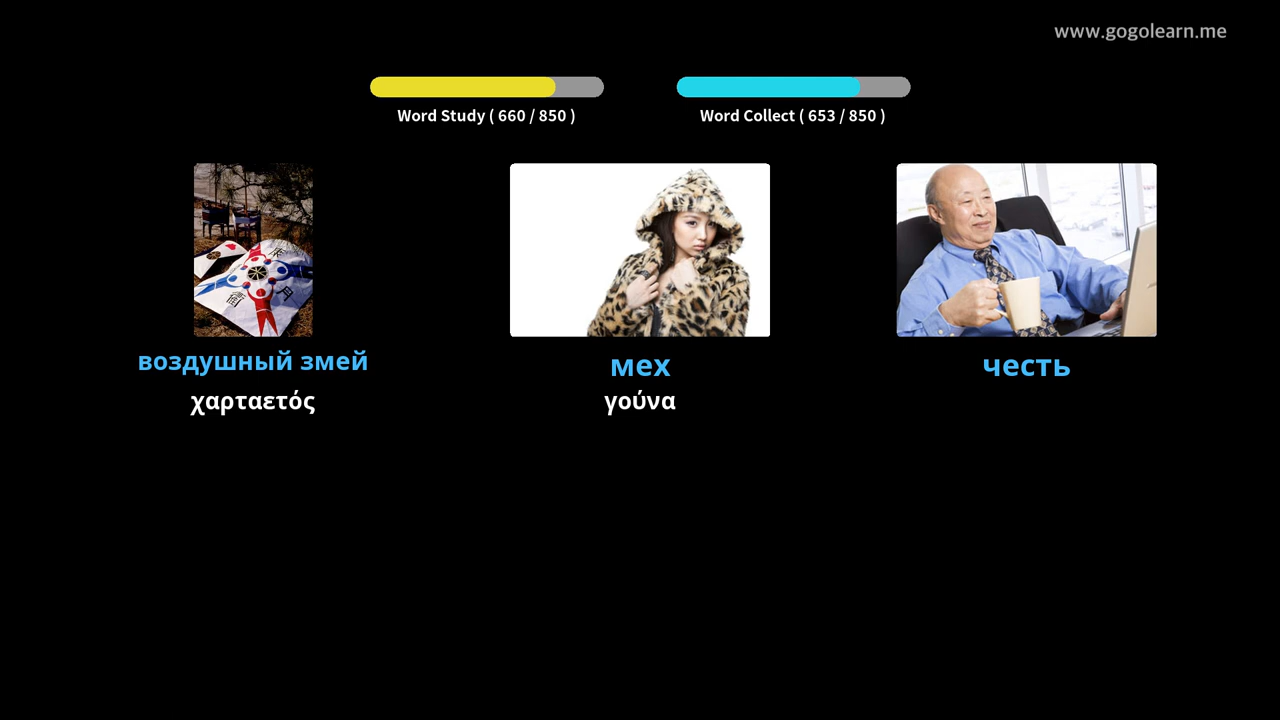 www.gogolearn.me
Word Study ( 660 / 850 )
Word Collect ( 653 / 850 )
воздушный змей
мех
честь
χαρταετός
γούνα